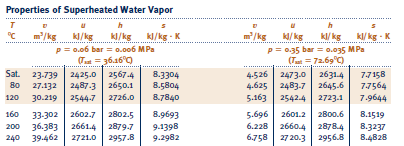 Properties of Superheated Water Vapor
T v u h s v u h s
°C m³/kg kJ/kg kJ/kg kJ/kg · K m³/kg kJ/kg kJ/kg kJ/kg · K
p = 0.06 bar = 0.006 MPa p = 0.35 bar = 0.035 MPa
(Tsat = 36.16°C) (Tsat = 72.69°C)
Sat. 23.739 2425.0 2567.4 8.3304 4.526 2473.0 2631.4 7.7158
80 27.132 2487.3 2650.1 8.5804 4.625 2483.7 2645.6 7.7564
120 30.219 2544.7 2726.0 8.7840 5.163 2542.4 2723.1 7.9644
160 33.302 2602.7 2802.5 8.9693 5.696 2601.2 2800.6 8.1519
200 36.383 2661.4 2879.7 9.1398 6.228 2660.4 2878.4 8.3237
240 39.462 2721.0 2957.8 9.2982 6.758 2720.3 2956.8 8.4828